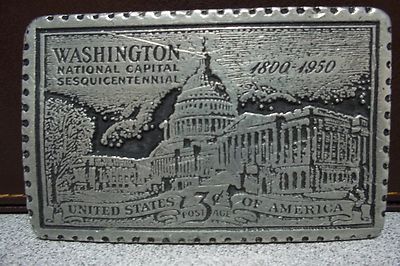 WASHINGTON
NATIONAL CAPITAL
SESQUICENTENNIAL
1800-1950
3¢
UNITED STATES POSTAGE OF AMERICA